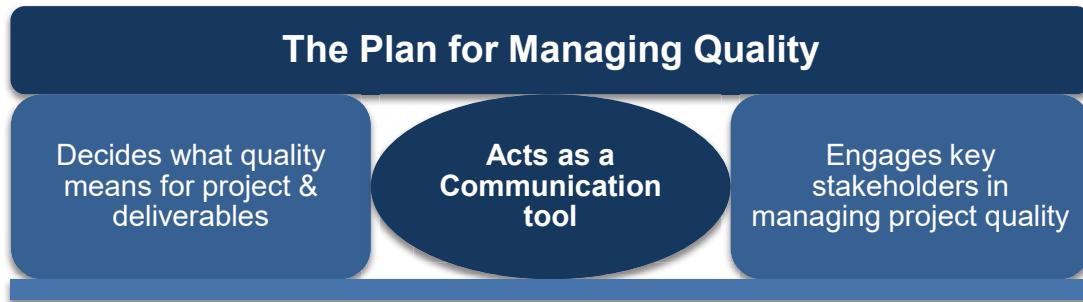 The Plan for Managing Quality
Decides what quality
means for project &
deliverables
Acts as a
Communication
tool
Engages key
stakeholders in
managing project quality